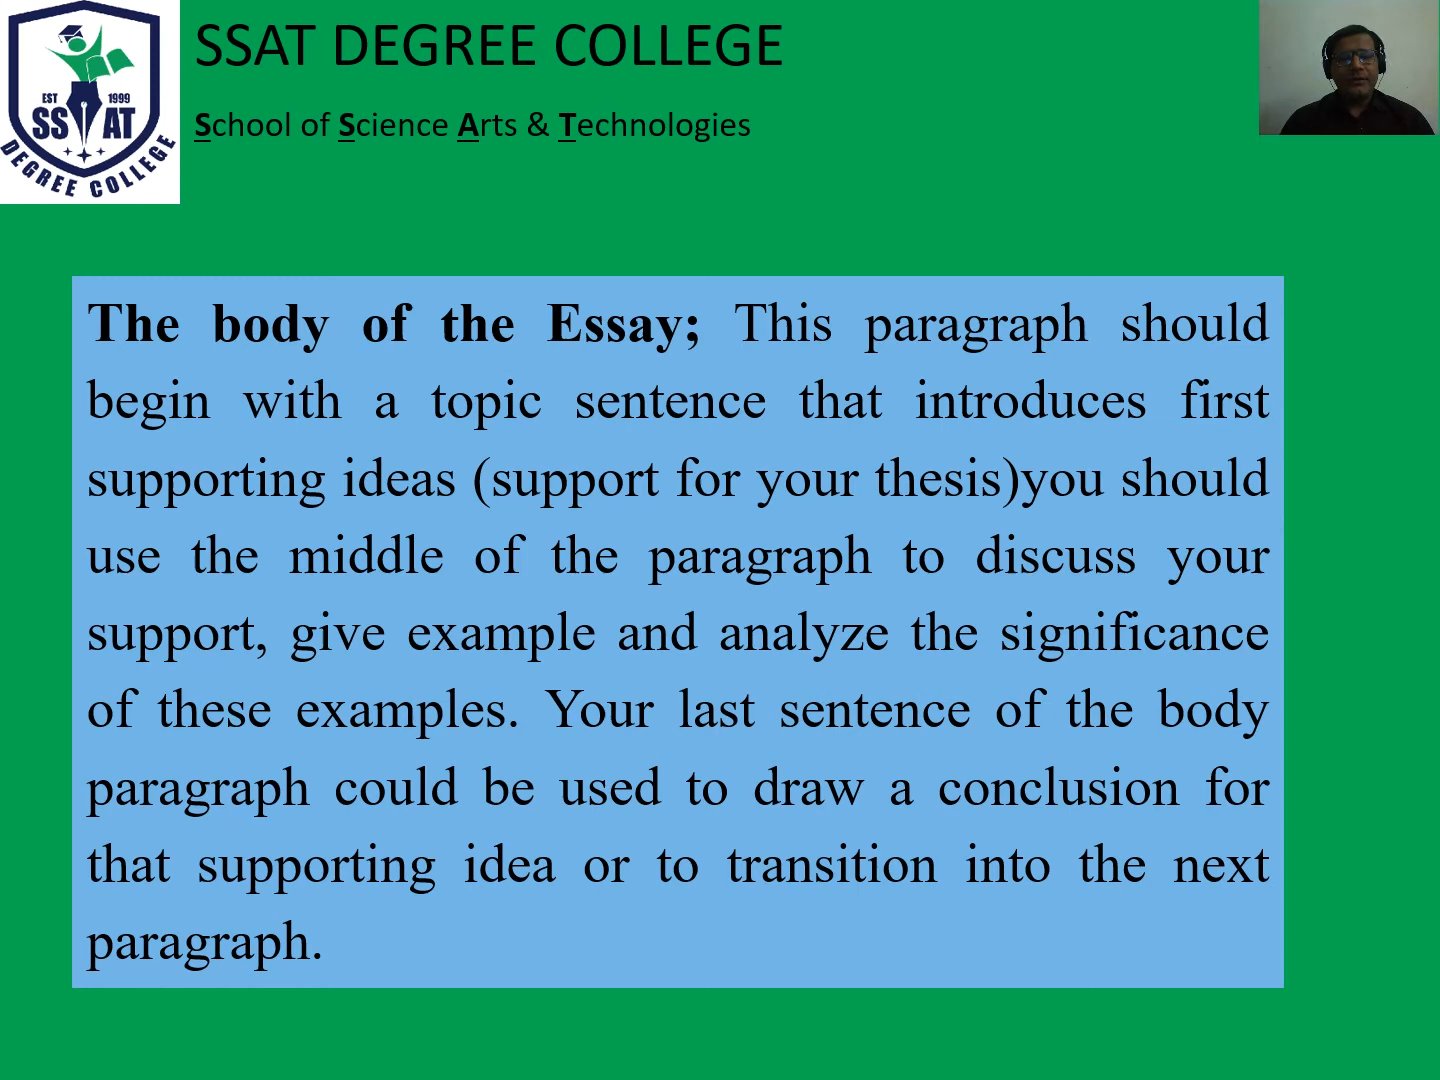 EST 1999
SS AT
DEGREE COLLEGE
SSAT DEGREE COLLEGE
School of Science Arts & Technologies
The body of the Essay; This paragraph should
begin with a topic sentence that introduces first
supporting ideas (support for your thesis)you should
use the middle of the paragraph to discuss your
support, give example and analyze the significance
of these examples. Your last sentence of the body
paragraph could be used to draw a conclusion for
that supporting idea or to transition into the next
paragraph.